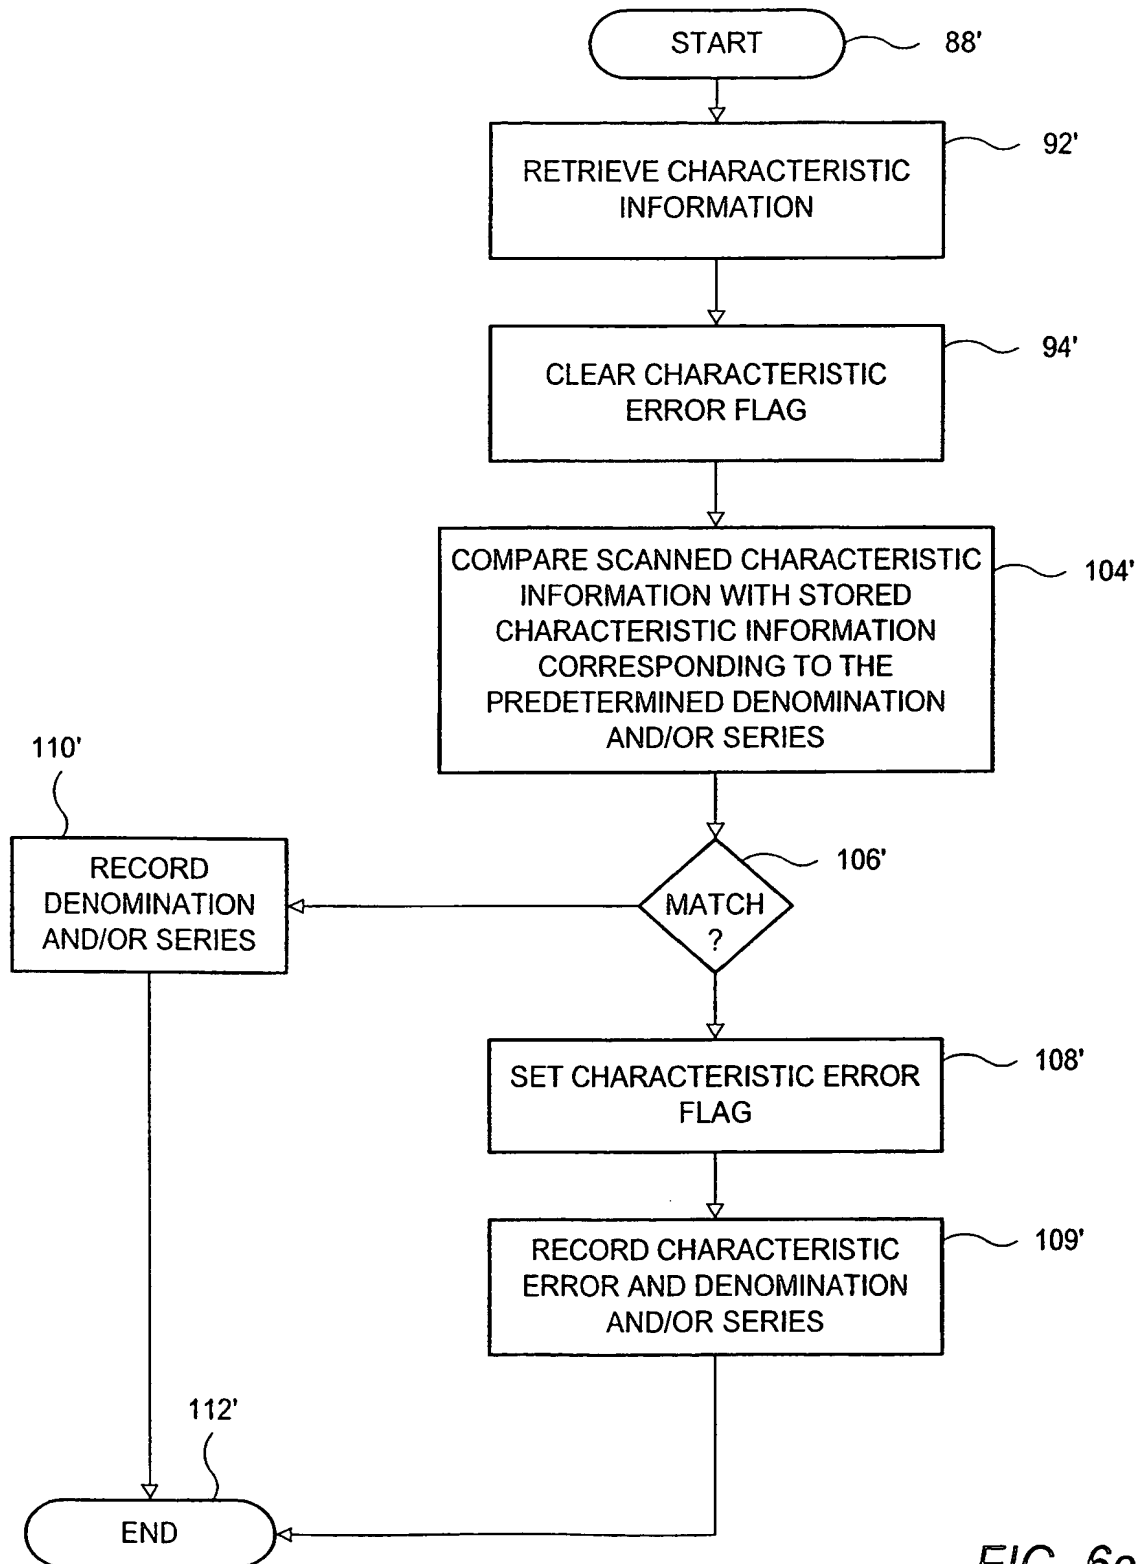 START
88'
92'
RETRIEVE CHARACTERISTIC
INFORMATION
94'
CLEAR CHARACTERISTIC
ERROR FLAG
COMPARE SCANNED CHARACTERISTIC
INFORMATION WITH STORED
CHARACTERISTIC INFORMATION
CORRESPONDING TO THE
PREDETERMINED DENOMINATION
AND/OR SERIES
104'
110'
RECORD
DENOMINATION
AND/OR SERIES
106'
MATCH
?
108'
SET CHARACTERISTIC ERROR
FLAG
109'
RECORD CHARACTERISTIC
ERROR AND DENOMINATION
AND/OR SERIES
112'
END
FIG.